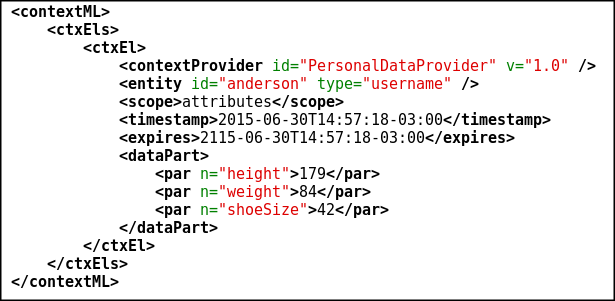 <contextML>
    <ctxEls>
        <ctxEl>
            <contextProvider id="PersonalDataProvider" v="1.0" />
            <entity id="anderson" type="username" />
            <scope>attributes</scope>
            <timestamp>2015-06-30T14:57:18-03:00</timestamp>
            <expires>2115-06-30T14:57:18-03:00</expires>
            <dataPart>
                <par n="height">179</par>
                <par n="weight">84</par>
                <par n="shoeSize">42</par>
            </dataPart>
        </ctxEl>
    </ctxEls>
</contextML>